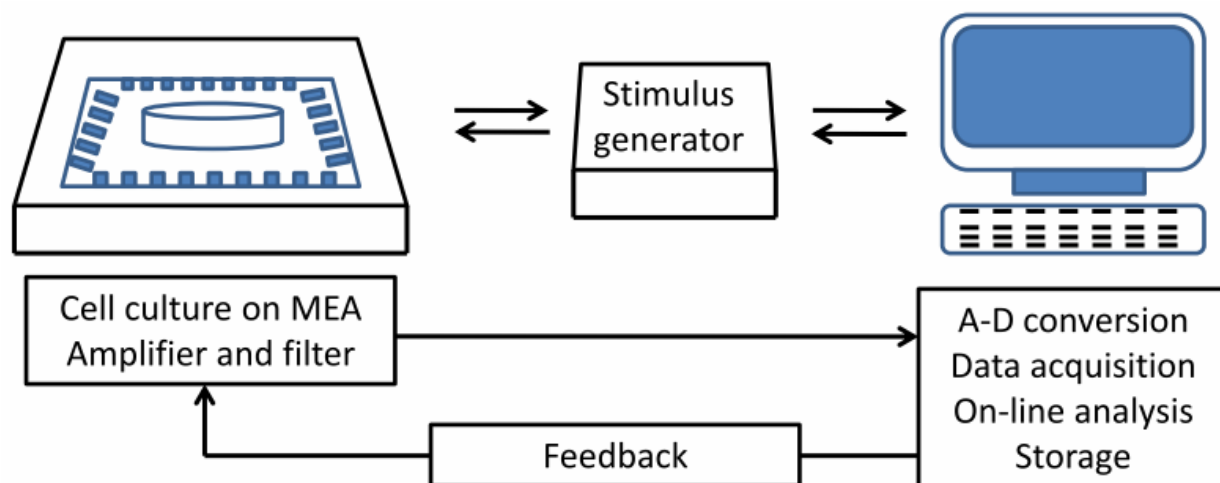 Stimulus
generator
Cell culture on MEA
Amplifier and filter
A-D conversion
Data acquisition
On-line analysis
Storage
Feedback